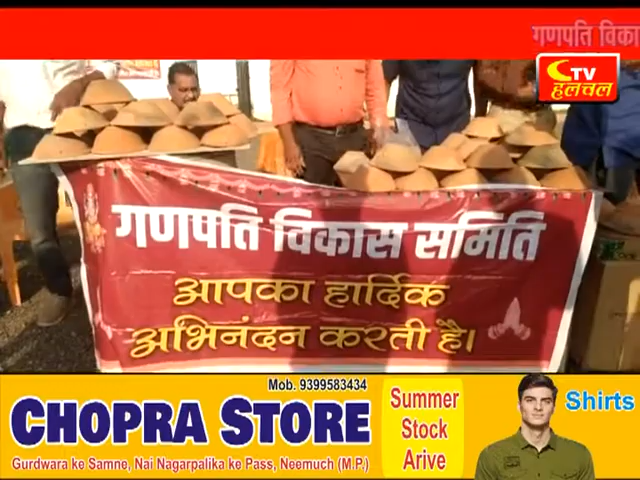 गणपति विका
TV
हलचल
गणपति विकास समिति
आपका हार्दिक
अभिनंदन करती है।
Mob. 9399583434
CHOPRA STORE
Gurdwara ke Samne, Nai Nagarpalika ke Pass, Neemuch (M.P.)
Summer
Stock
Arive
Shirts